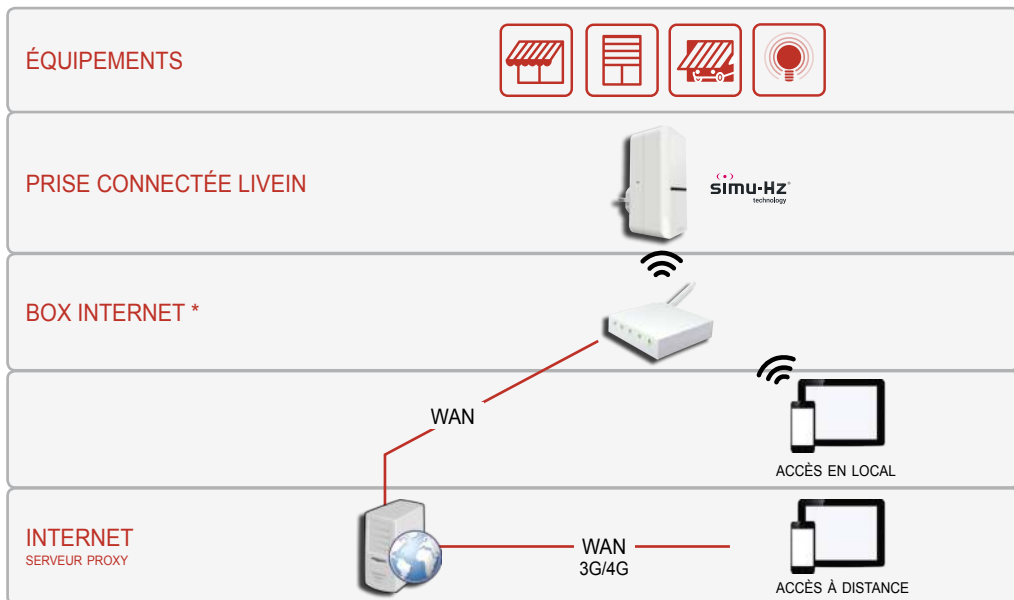 ÉQUIPEMENTS
PRISE CONNECTÉE LIVEIN
simu-Hz
technology
BOX INTERNET *
WAN
ACCÈS EN LOCAL
INTERNET
SERVEUR PROXY
WAN
3G/4G
ACCÈS À DISTANCE